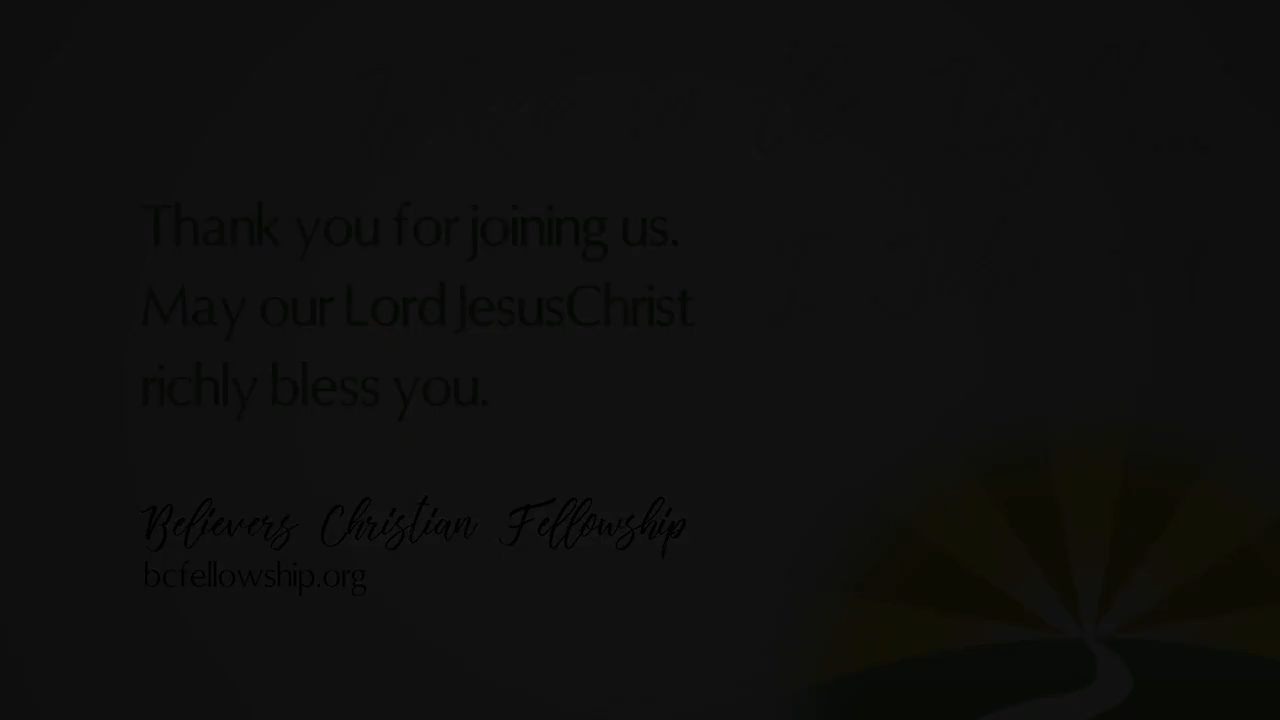 Thank you for joining us.
May our Lord JesusChrist
richly bless you.
Believers Christian Fellowship
bcfellowship.org